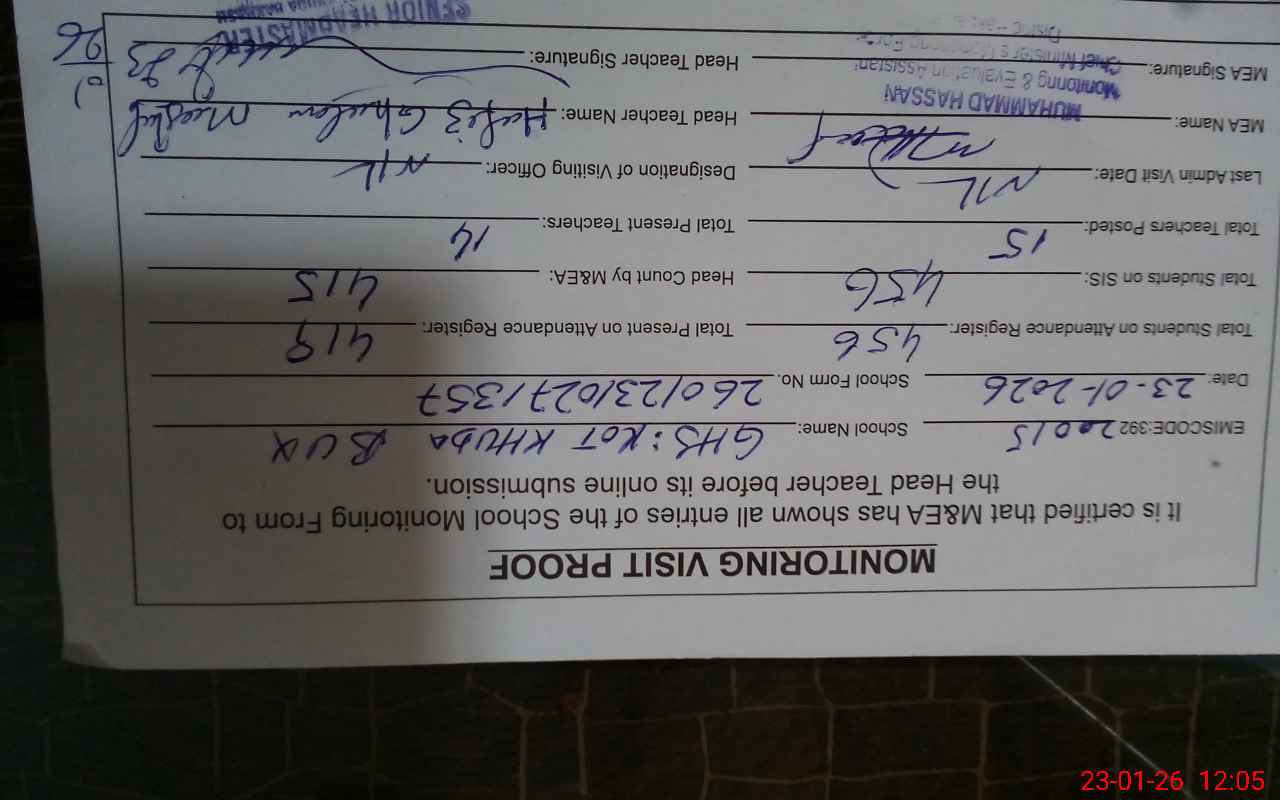 MONITORING VISIT PROOF
It is certified that M&EA has shown all entries of the School Monitoring From to
the Head Teacher before its online submission.
EMISCODE:392 20015 School Name: GHS: KOT KHUDA BUX
Date: 23-01-2026 School Form No. 260123102771357
Total Students on Attendance Register: 456 Total Present on Attendance Register: 419
Total Students on SIS: 456 Head Count by M&EA: 415
Total Teachers Posted: 15 Total Present Teachers: 14
Last Admin Visit Date: NIL Designation of Visiting Officer: NIL
MEA Name: Head Teacher Name: Hafiz Ghulam
MUHAMMAD HASSAN
Monitoring & Evaluation Assistant
Chief Minister's Monitoring Force
MEA Signature: Head Teacher Signature:
SENIOR HEADMASTER
23-01-26 12:05